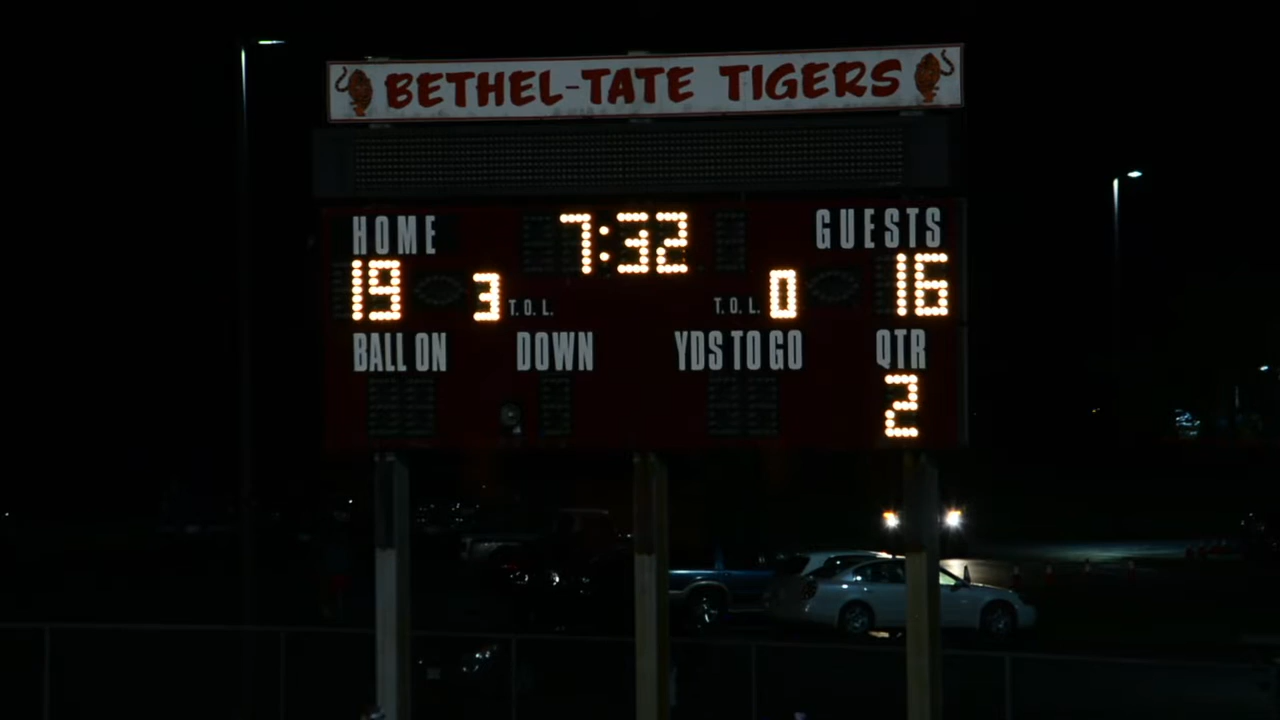 BETHEL-TATE TIGERS
HOME 7:32 GUESTS
19 3 T.O.L. T.O.L. 0 16
BALL ON DOWN YDS TO GO QTR
2